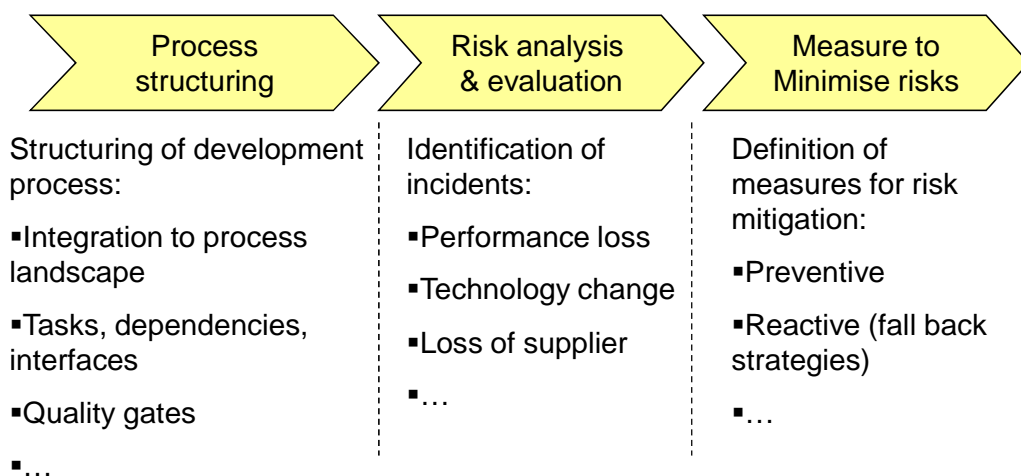 Process
structuring
Risk analysis
& evaluation
Measure to
Minimise risks
Structuring of development
process:
▪Integration to process
landscape
▪Tasks, dependencies,
interfaces
▪Quality gates
▪…
Identification of
incidents:
▪Performance loss
▪Technology change
▪Loss of supplier
▪…
Definition of
measures for risk
mitigation:
▪Preventive
▪Reactive (fall back
strategies)
▪…